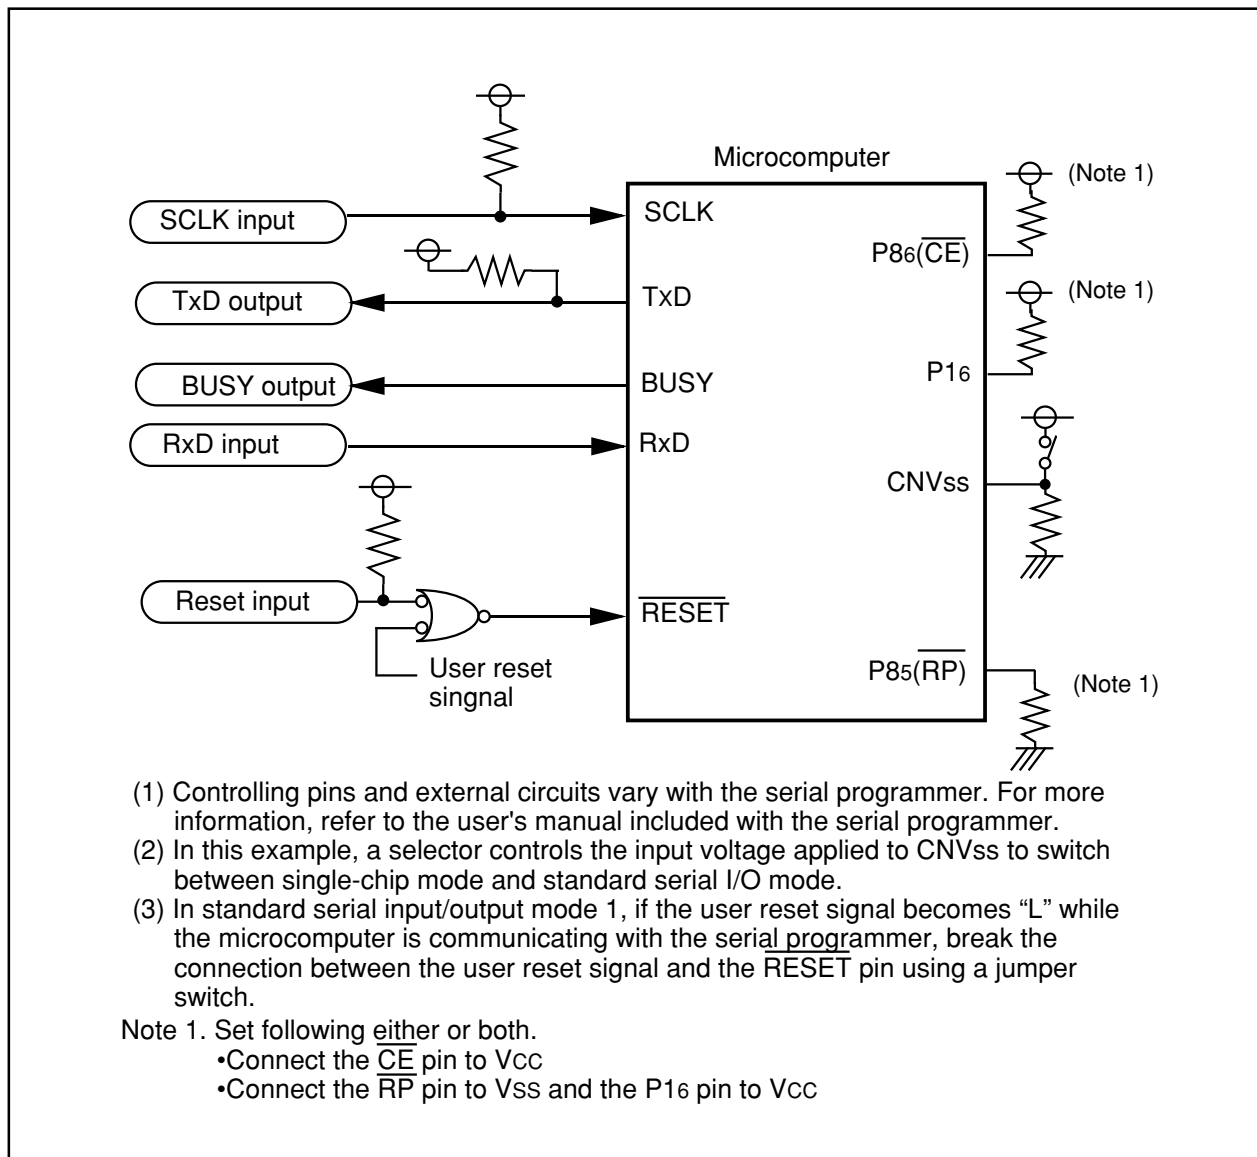 Microcomputer
SCLK input
SCLK
TxD output
TxD
BUSY output
BUSY
RxD input
RxD
Reset input
RESET
User reset
singnal
(Note 1)
P86(CE)
(Note 1)
P16
CNVss
P85(RP)
(Note 1)
(1) Controlling pins and external circuits vary with the serial programmer. For more
information, refer to the user's manual included with the serial programmer.
(2) In this example, a selector controls the input voltage applied to CNVss to switch
between single-chip mode and standard serial I/O mode.
(3) In standard serial input/output mode 1, if the user reset signal becomes “L” while
the microcomputer is communicating with the serial programmer, break the
connection between the user reset signal and the RESET pin using a jumper
switch.
Note 1. Set following either or both.
•Connect the CE pin to VCC
•Connect the RP pin to VSS and the P16 pin to VCC